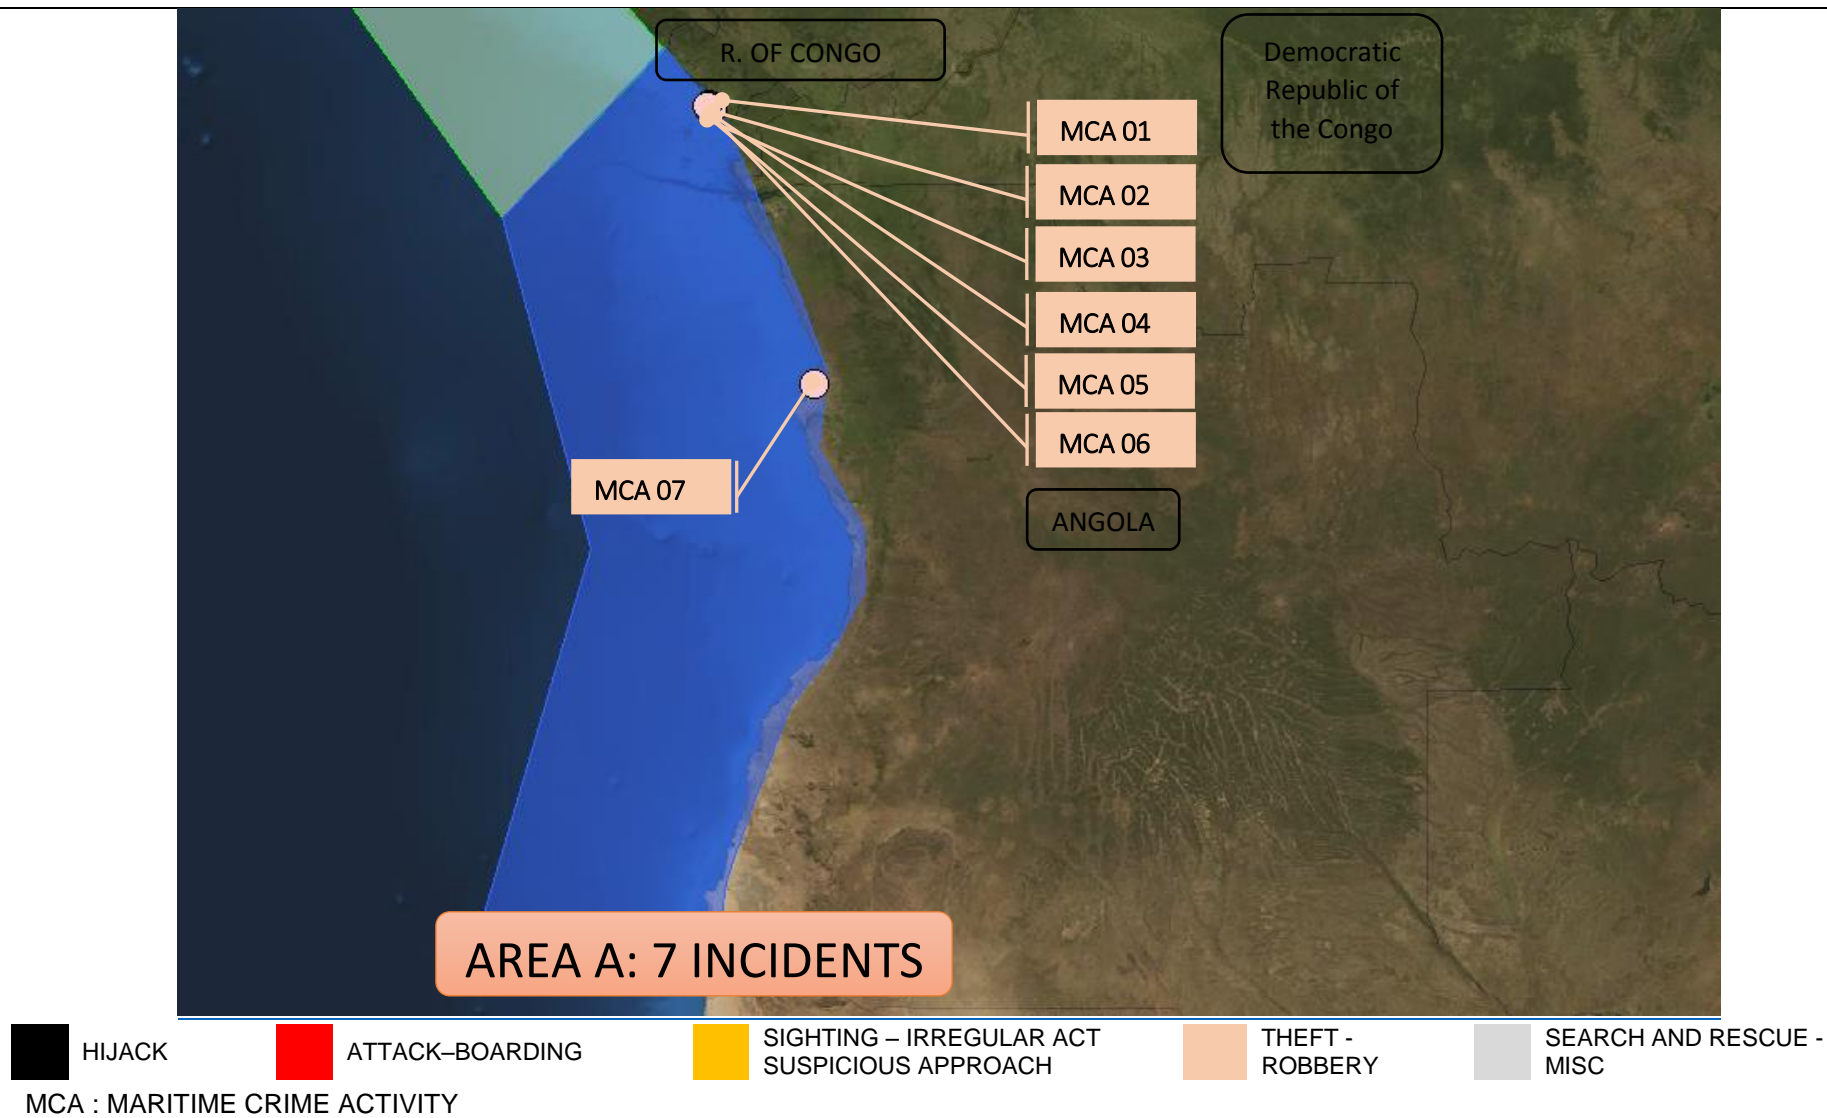 R. OF CONGO
Democratic
Republic of
the Congo
MCA 01
MCA 02
MCA 03
MCA 04
MCA 05
MCA 06
MCA 07
ANGOLA
AREA A: 7 INCIDENTS
HIJACK
ATTACK–BOARDING
SIGHTING – IRREGULAR ACT
SUSPICIOUS APPROACH
THEFT -
ROBBERY
SEARCH AND RESCUE -
MISC
MCA : MARITIME CRIME ACTIVITY